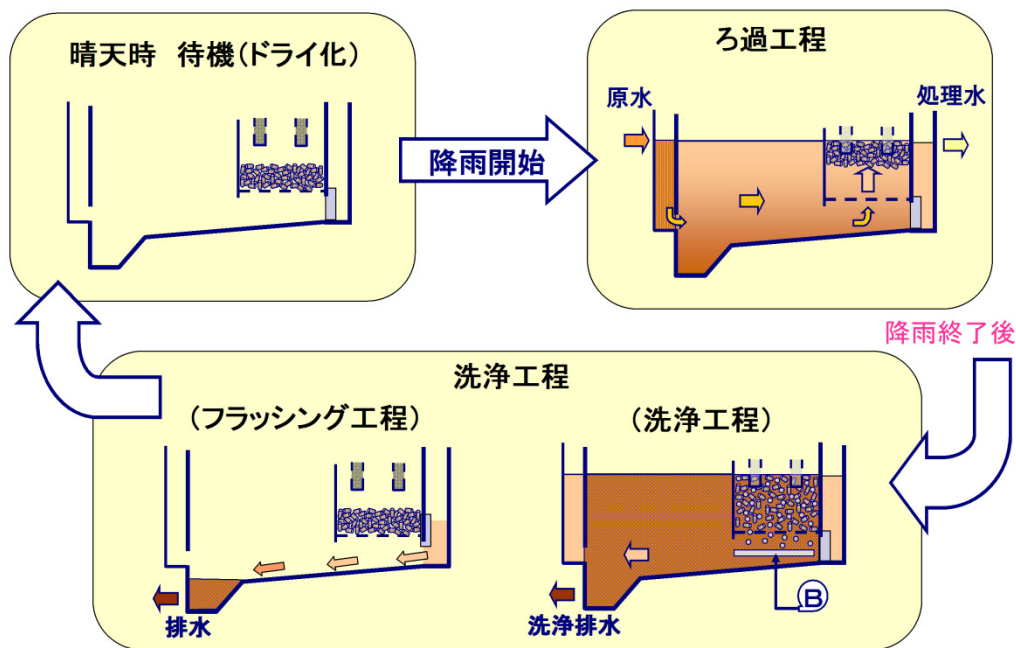 晴天時 待機(ドライ化)
降雨開始
ろ過工程
原水
処理水
降雨終了後
洗浄工程
(フラッシング工程)
排水
(洗浄工程)
洗浄排水
B